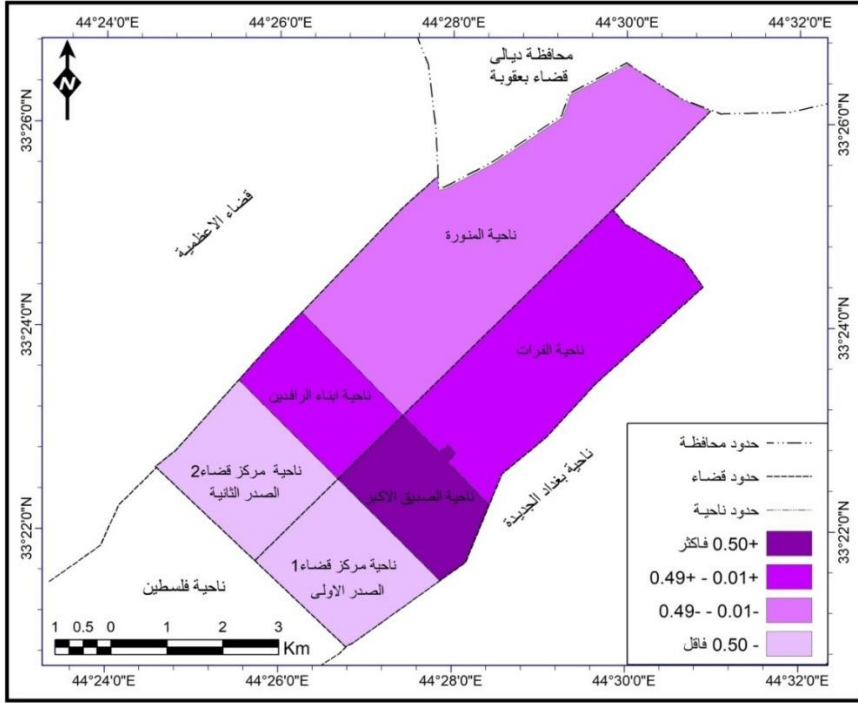 44°24'0"E 44°26'0"E 44°28'0"E 44°30'0"E 44°32'0"E
N
محافظة ديالى
قضاء بعقوبة
33°26'0"N
33°26'0"N
قضاء الاعظمية
ناحية المنورة
33°24'0"N
33°24'0"N
ناحية الفرات
ناحية ابناء الرافدين
ناحية مركز قضاء2
الصدر الثانية
ناحية الصديق الاكبر
ناحية بغداد الجديدة
33°22'0"N
33°22'0"N
ناحية مركز قضاء1
الصدر الاولى
ناحية فلسطين
حدود محافظة
حدود قضاء
حدود ناحية
+0.50 فاكثر
0.49+ - 0.01+
0.49- - 0.01-
- 0.50 فاقل
1 0.5 0 1 2 3
Km
44°24'0"E 44°26'0"E 44°28'0"E 44°30'0"E 44°32'0"E